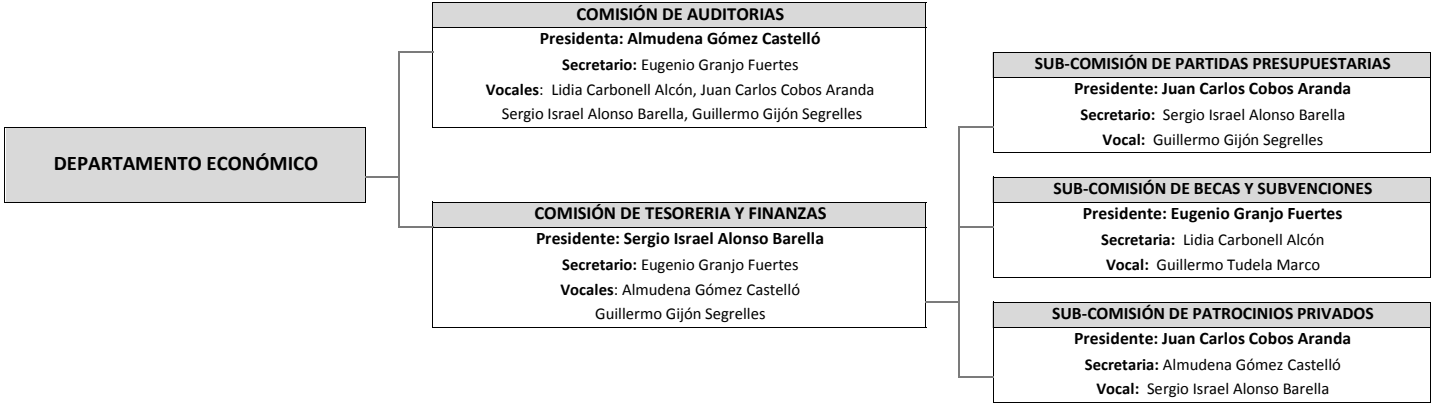 DEPARTAMENTO ECONÓMICO
COMISIÓN DE AUDITORIAS
Presidenta: Almudena Gómez Castelló
Secretario: Eugenio Granjo Fuertes
Vocales: Lidia Carbonell Alcón, Juan Carlos Cobos Aranda
Sergio Israel Alonso Barella, Guillermo Gijón Segrelles
COMISIÓN DE TESORERIA Y FINANZAS
Presidente: Sergio Israel Alonso Barella
Secretario: Eugenio Granjo Fuertes
Vocales: Almudena Gómez Castelló
Guillermo Gijón Segrelles
SUB-COMISIÓN DE PARTIDAS PRESUPUESTARIAS
Presidente: Juan Carlos Cobos Aranda
Secretario: Sergio Israel Alonso Barella
Vocal: Guillermo Gijón Segrelles
SUB-COMISIÓN DE BECAS Y SUBVENCIONES
Presidente: Eugenio Granjo Fuertes
Secretaria: Lidia Carbonell Alcón
Vocal: Guillermo Tudela Marco
SUB-COMISIÓN DE PATROCINIOS PRIVADOS
Presidente: Juan Carlos Cobos Aranda
Secretaria: Almudena Gómez Castelló
Vocal: Sergio Israel Alonso Barella